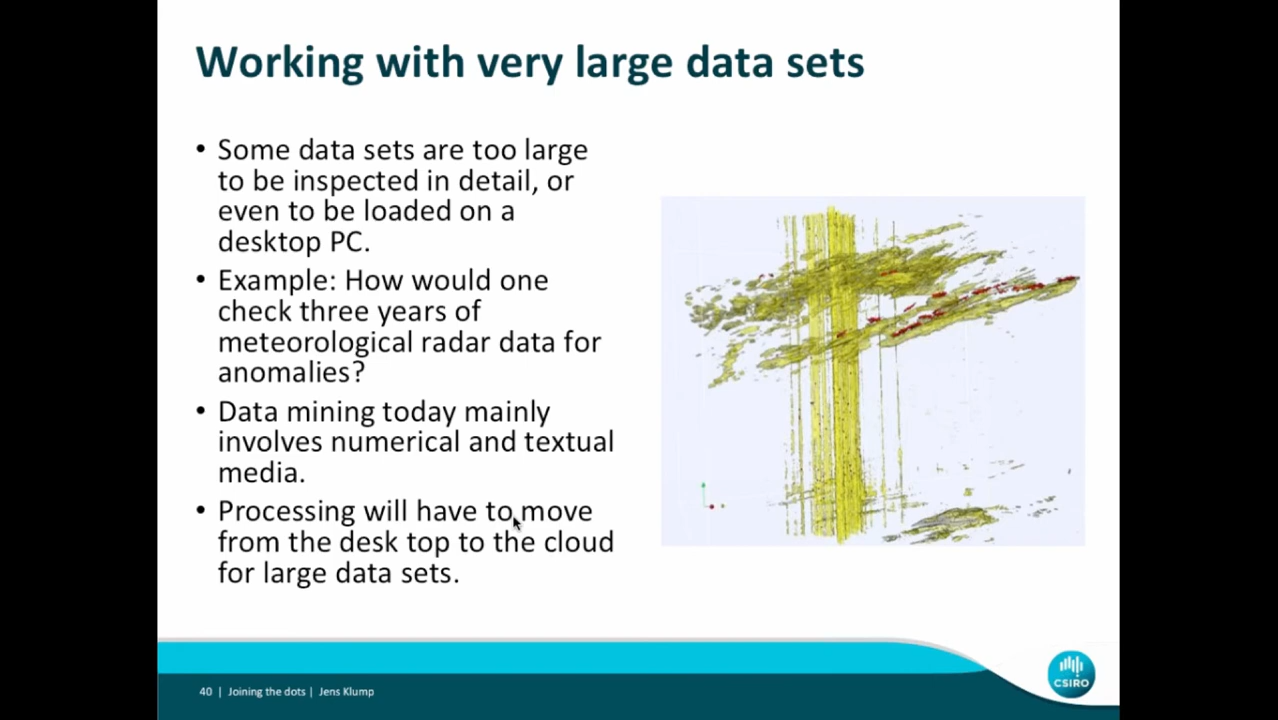 Working with very large data sets
• Some data sets are too large
to be inspected in detail, or
even to be loaded on a
desktop PC.
• Example: How would one
check three years of
meteorological radar data for
anomalies?
• Data mining today mainly
involves numerical and textual
media.
• Processing will have to move
from the desk top to the cloud
for large data sets.
40 | Joining the dots | Jens Klump
CSIRO